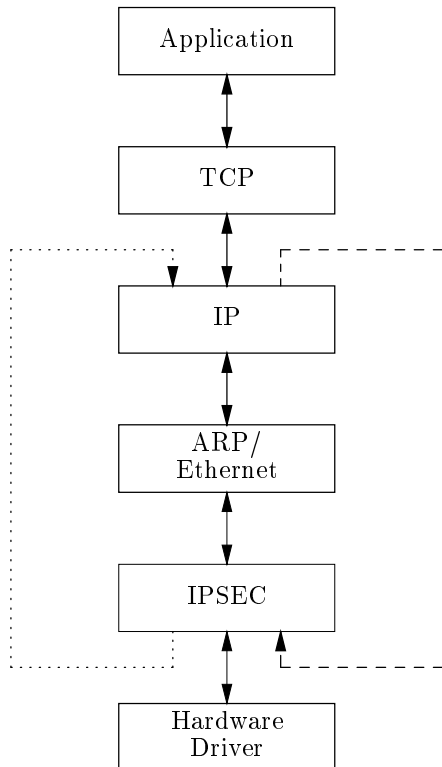 Application
TCP
IP
ARP/
Ethernet
IPSEC
Hardware
Driver